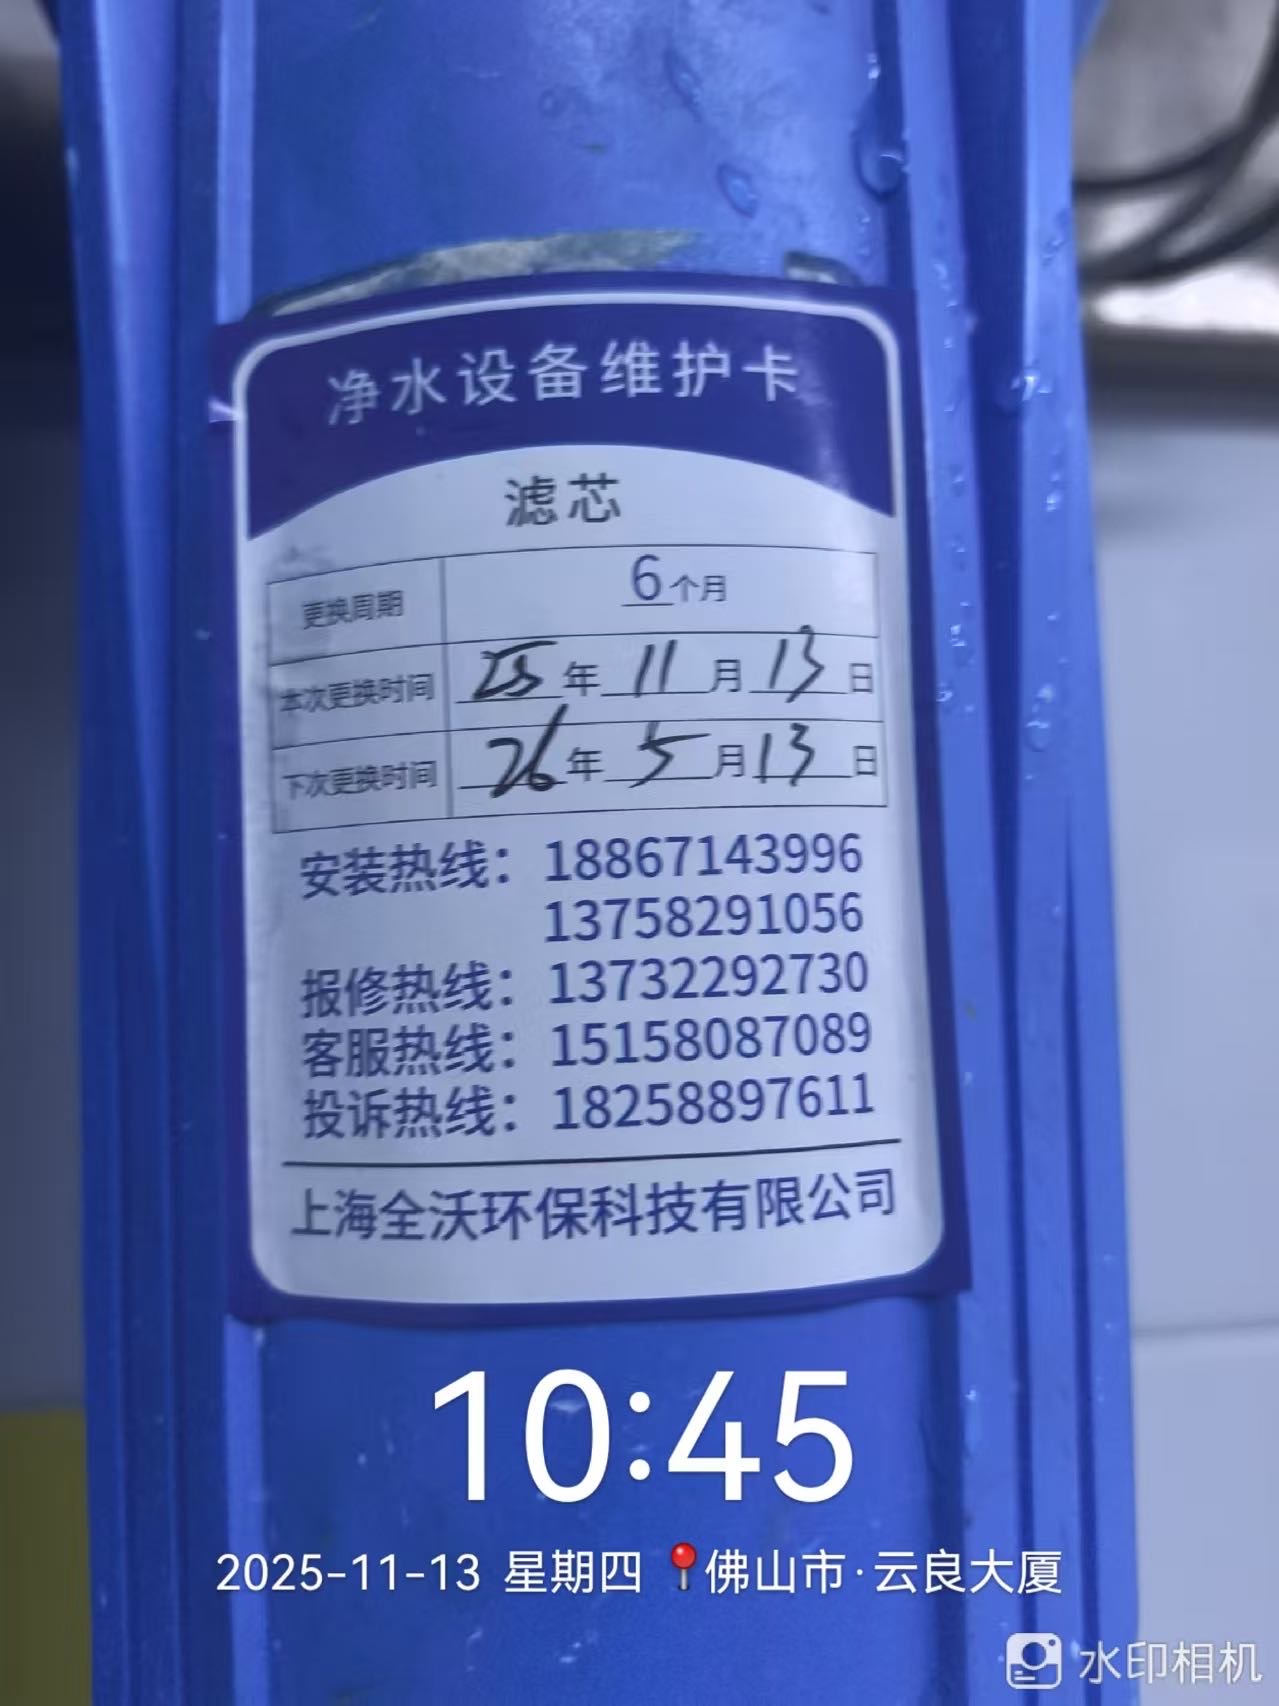 净水设备维护卡
滤芯
更换周期 6个月
本次更换时间 25年11月13日
下次更换时间 26年5月13日
安装热线：18867143996
13758291056
报修热线：13732292730
客服热线：15158087089
投诉热线：18258897611
上海全沃环保科技有限公司
10:45
2025-11-13 星期四 📍佛山市·云良大厦
水印相机